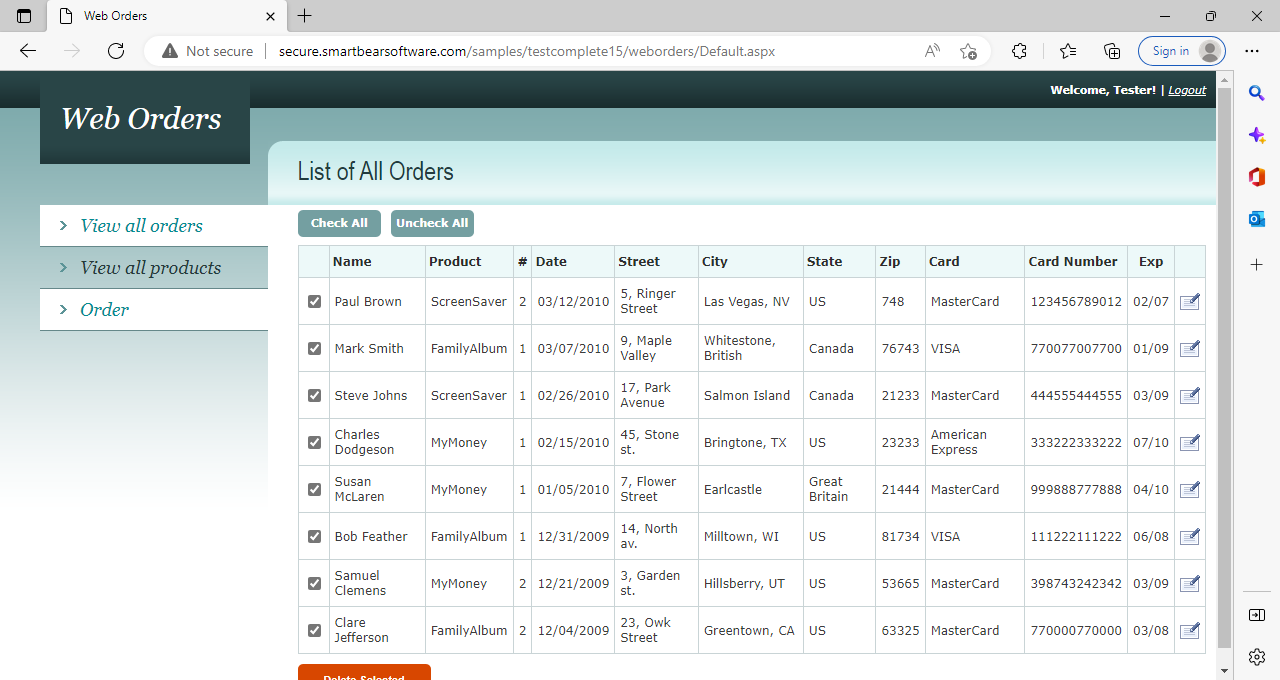 Web Orders
Not secure
secure.smartbearsoftware.com/samples/testcomplete15/weborders/Default.aspx
Sign in
Welcome, Tester! | Logout
Web Orders
List of All Orders
View all orders
View all products
Order
Check All Uncheck All
Name Product # Date Street City State Zip Card Card Number Exp
Paul Brown ScreenSaver 2 03/12/2010 5, Ringer Street Las Vegas, NV US 748 MasterCard 123456789012 02/07
Mark Smith FamilyAlbum 1 03/07/2010 9, Maple Valley Whitestone, British Canada 76743 VISA 770077007700 01/09
Steve Johns ScreenSaver 1 02/26/2010 17, Park Avenue Salmon Island Canada 21233 MasterCard 444555444555 03/09
Charles Dodgeson MyMoney 1 02/15/2010 45, Stone st. Bringtone, TX US 23233 American Express 333222333222 07/10
Susan McLaren MyMoney 1 01/05/2010 7, Flower Street Earlcastle Great Britain 21444 MasterCard 999888777888 04/10
Bob Feather FamilyAlbum 1 12/31/2009 14, North av. Milltown, WI US 81734 VISA 111222111222 06/08
Samuel Clemens MyMoney 2 12/21/2009 3, Garden st. Hillsberry, UT US 53665 MasterCard 398743242342 03/09
Clare Jefferson FamilyAlbum 2 12/04/2009 23, Owk Street Greentown, CA US 63325 MasterCard 770000770000 03/08
Delete Selected